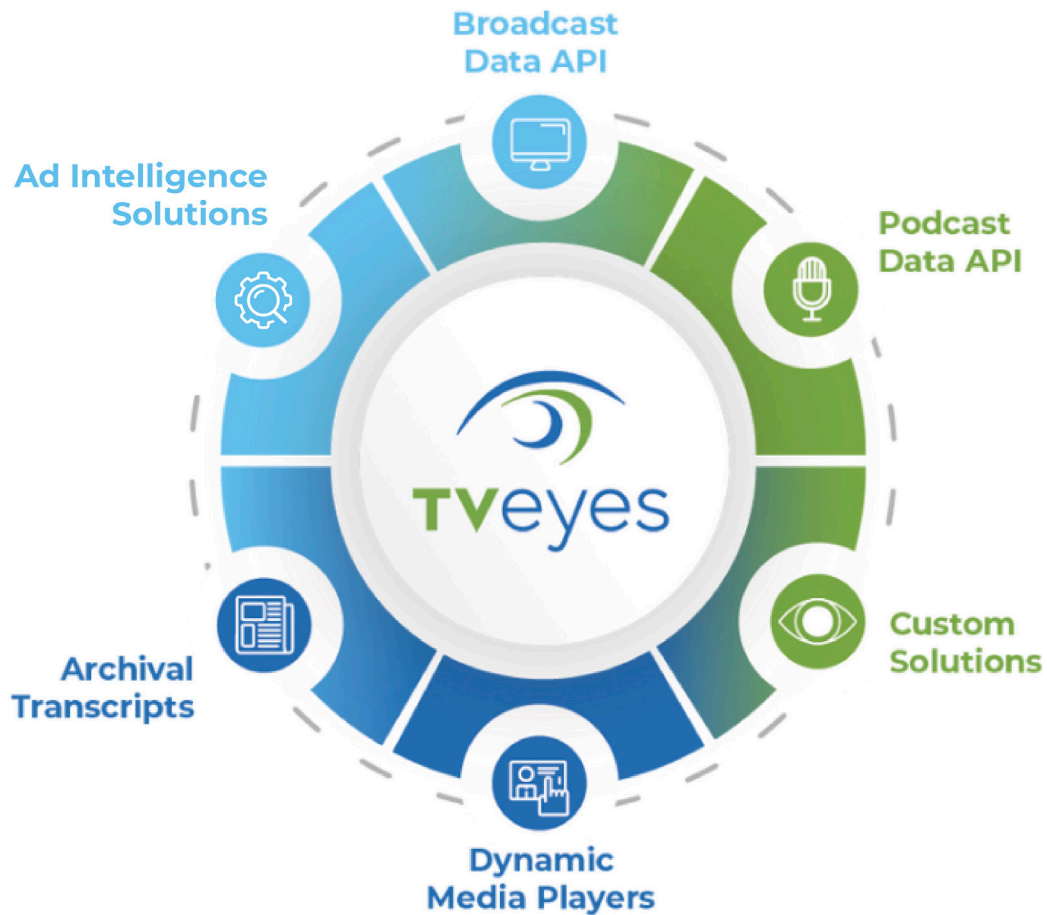 Broadcast
Data API
Ad Intelligence
Solutions
Podcast
Data API
TVeyes
Custom
Solutions
Archival
Transcripts
Dynamic
Media Players